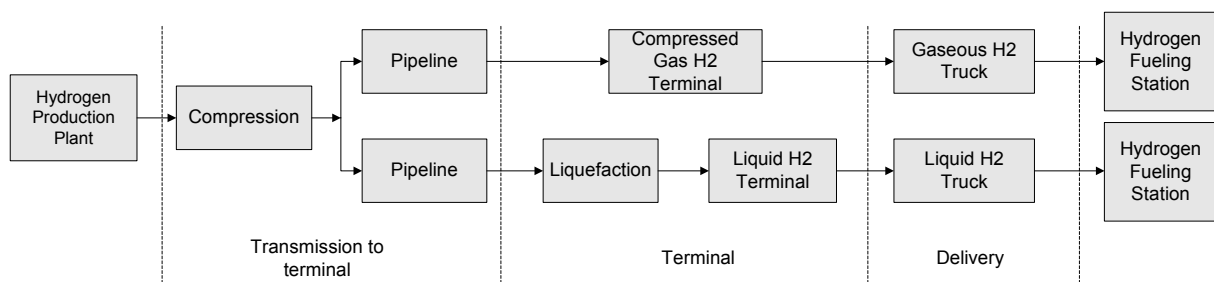 Hydrogen
Production
Plant
Compression
Pipeline
Compressed
Gas H2
Terminal
Gaseous H2
Truck
Hydrogen
Fueling
Station
Pipeline
Liquefaction
Liquid H2
Terminal
Liquid H2
Truck
Hydrogen
Fueling
Station
Transmission to
terminal
Terminal
Delivery